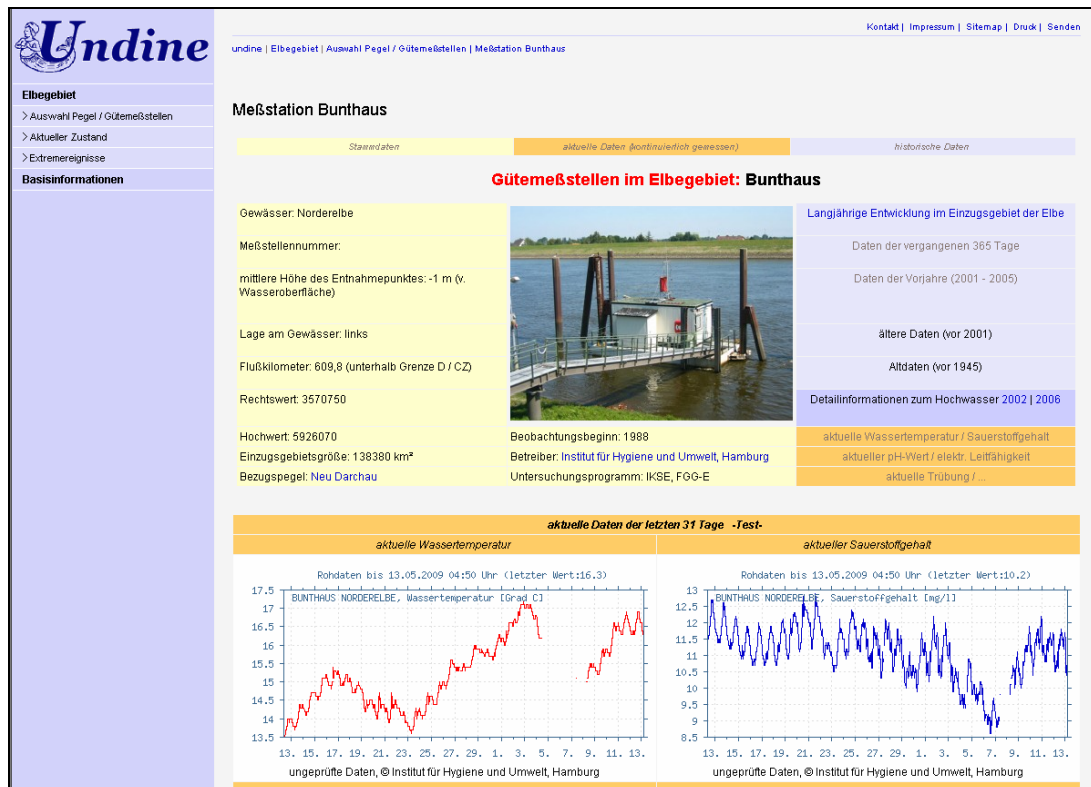 Undine
Kontakt | Impressum | Sitemap | Druck | Senden
undine | Elbegebiet | Auswahl Pegel / Gütemeßstellen | Meßstation Bunthaus
Elbegebiet
> Auswahl Pegel / Gütemeßstellen
> Aktueller Zustand
> Extremereignisse
Basisinformationen
Meßstation Bunthaus
Stammdaten
aktuelle Daten (kontinuierlich gemessen)
historische Daten
Gütemeßstellen im Elbegebiet: Bunthaus
Gewässer: Norderelbe
Langjährige Entwicklung im Einzugsgebiet der Elbe
Meßstellennummer:
Daten der vergangenen 365 Tage
mittlere Höhe des Entnahmepunktes: -1 m (v.
Wasseroberfläche)
Daten der Vorjahre (2001 - 2005)
Lage am Gewässer: links
ältere Daten (vor 2001)
Flußkilometer: 609,8 (unterhalb Grenze D / CZ)
Altdaten (vor 1945)
Rechtswert: 3570750
Detailinformationen zum Hochwasser 2002 | 2006
Hochwert: 5926070
Beobachtungsbeginn: 1988
aktuelle Wassertemperatur / Sauerstoffgehalt
Einzugsgebietsgröße: 138380 km²
Betreiber: Institut für Hygiene und Umwelt, Hamburg
aktueller pH-Wert / elektr. Leitfähigkeit
Bezugspegel: Neu Darchau
Untersuchungsprogramm: IKSE, FGG-E
aktuelle Trübung / ...
aktuelle Daten der letzten 31 Tage -Test-
aktuelle Wassertemperatur
aktueller Sauerstoffgehalt
Rohdaten bis 13.05.2009 04:50 Uhr (letzter Wert:16.3)
BUNTHAUS NORDERELBE, Wassertemperatur [Grad C]
17.5
17
16.5
16
15.5
15
14.5
14
13.5
13. 15. 17. 19. 21. 23. 25. 27. 29. 1. 3. 5. 7. 9. 11. 13.
ungeprüfte Daten, © Institut für Hygiene und Umwelt, Hamburg
Rohdaten bis 13.05.2009 04:50 Uhr (letzter Wert:10.2)
BUNTHAUS NORDERELBE, Sauerstoffgehalt [mg/l]
13
12.5
12
11.5
11
10.5
10
9.5
9
8.5
13. 15. 17. 19. 21. 23. 25. 27. 29. 1. 3. 5. 7. 9. 11. 13.
ungeprüfte Daten, © Institut für Hygiene und Umwelt, Hamburg